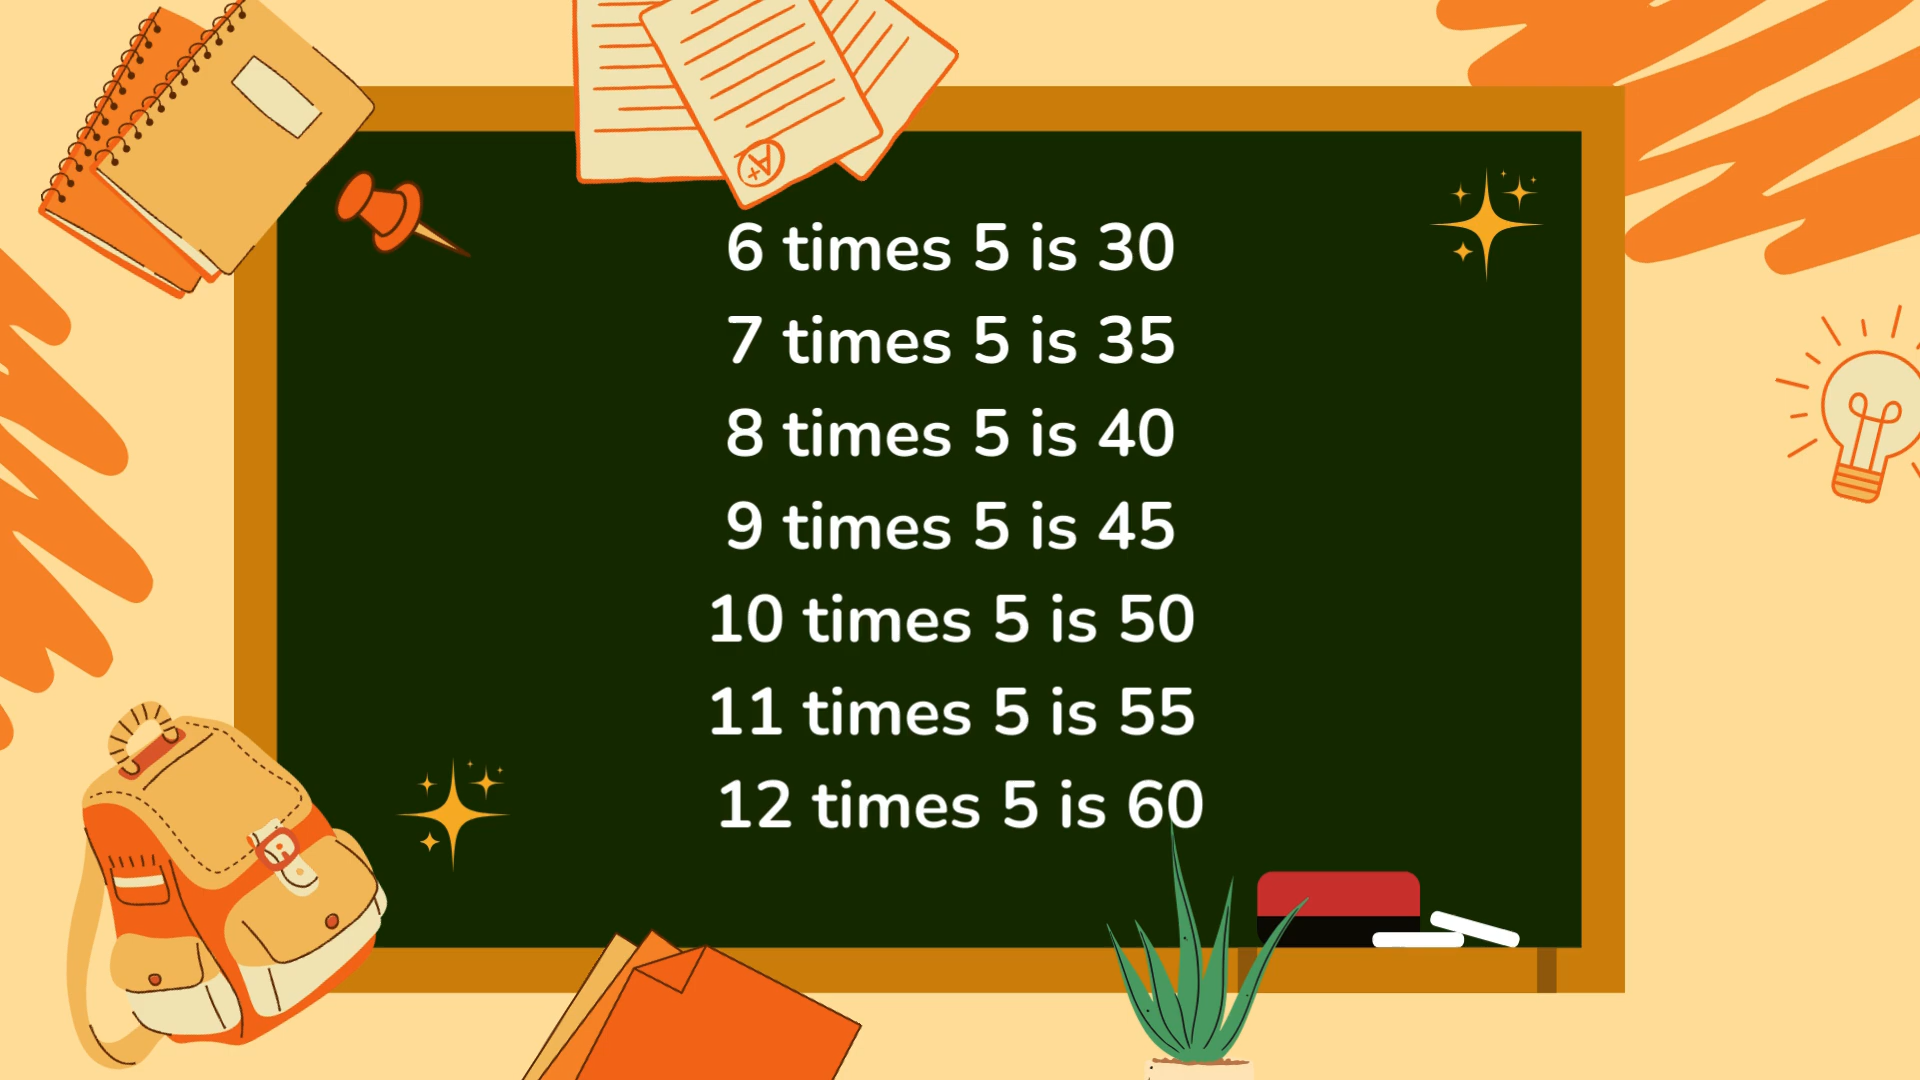 A+
6 times 5 is 30
7 times 5 is 35
8 times 5 is 40
9 times 5 is 45
10 times 5 is 50
11 times 5 is 55
12 times 5 is 60